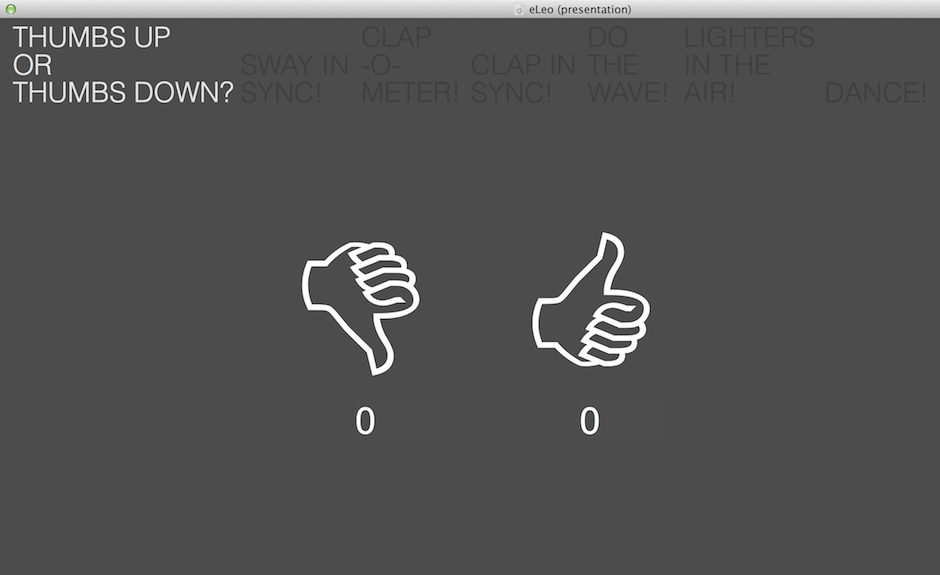 eLeo (presentation)
THUMBS UP
OR
THUMBS DOWN?
SWAY IN
SYNC!
CLAP
-O-
METER!
CLAP IN
SYNC!
DO
THE
WAVE!
LIGHTERS
IN THE
AIR!
DANCE!
0
0